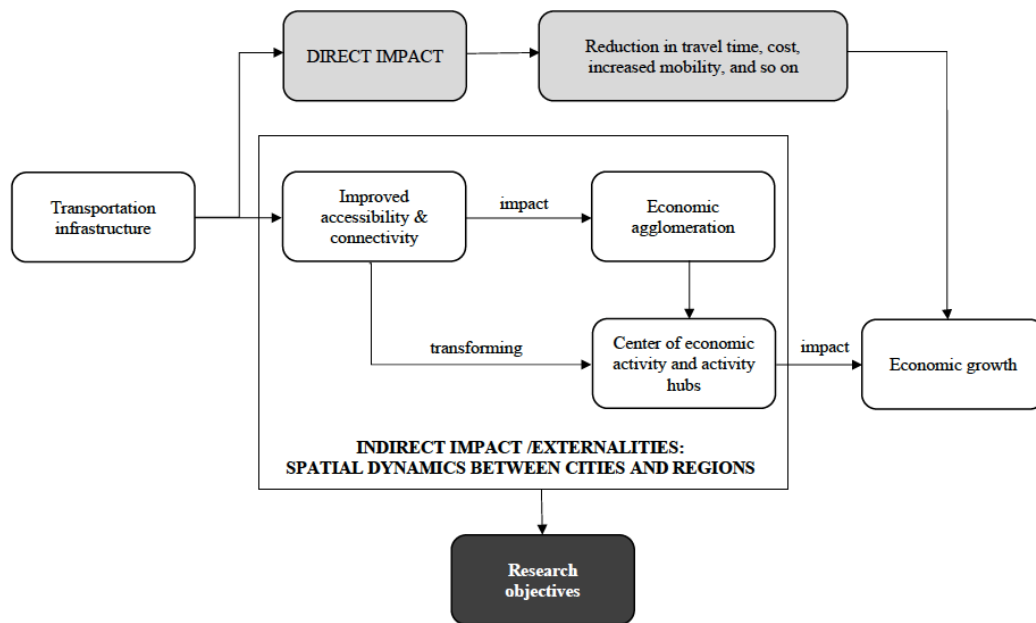 DIRECT IMPACT
Reduction in travel time, cost,
increased mobility, and so on
Transportation
infrastructure
Improved
accessibility &
connectivity
impact
Economic
agglomeration
transforming
Center of economic
activity and activity
hubs
impact
Economic growth
INDIRECT IMPACT /EXTERNALITIES:
SPATIAL DYNAMICS BETWEEN CITIES AND REGIONS
Research
objectives